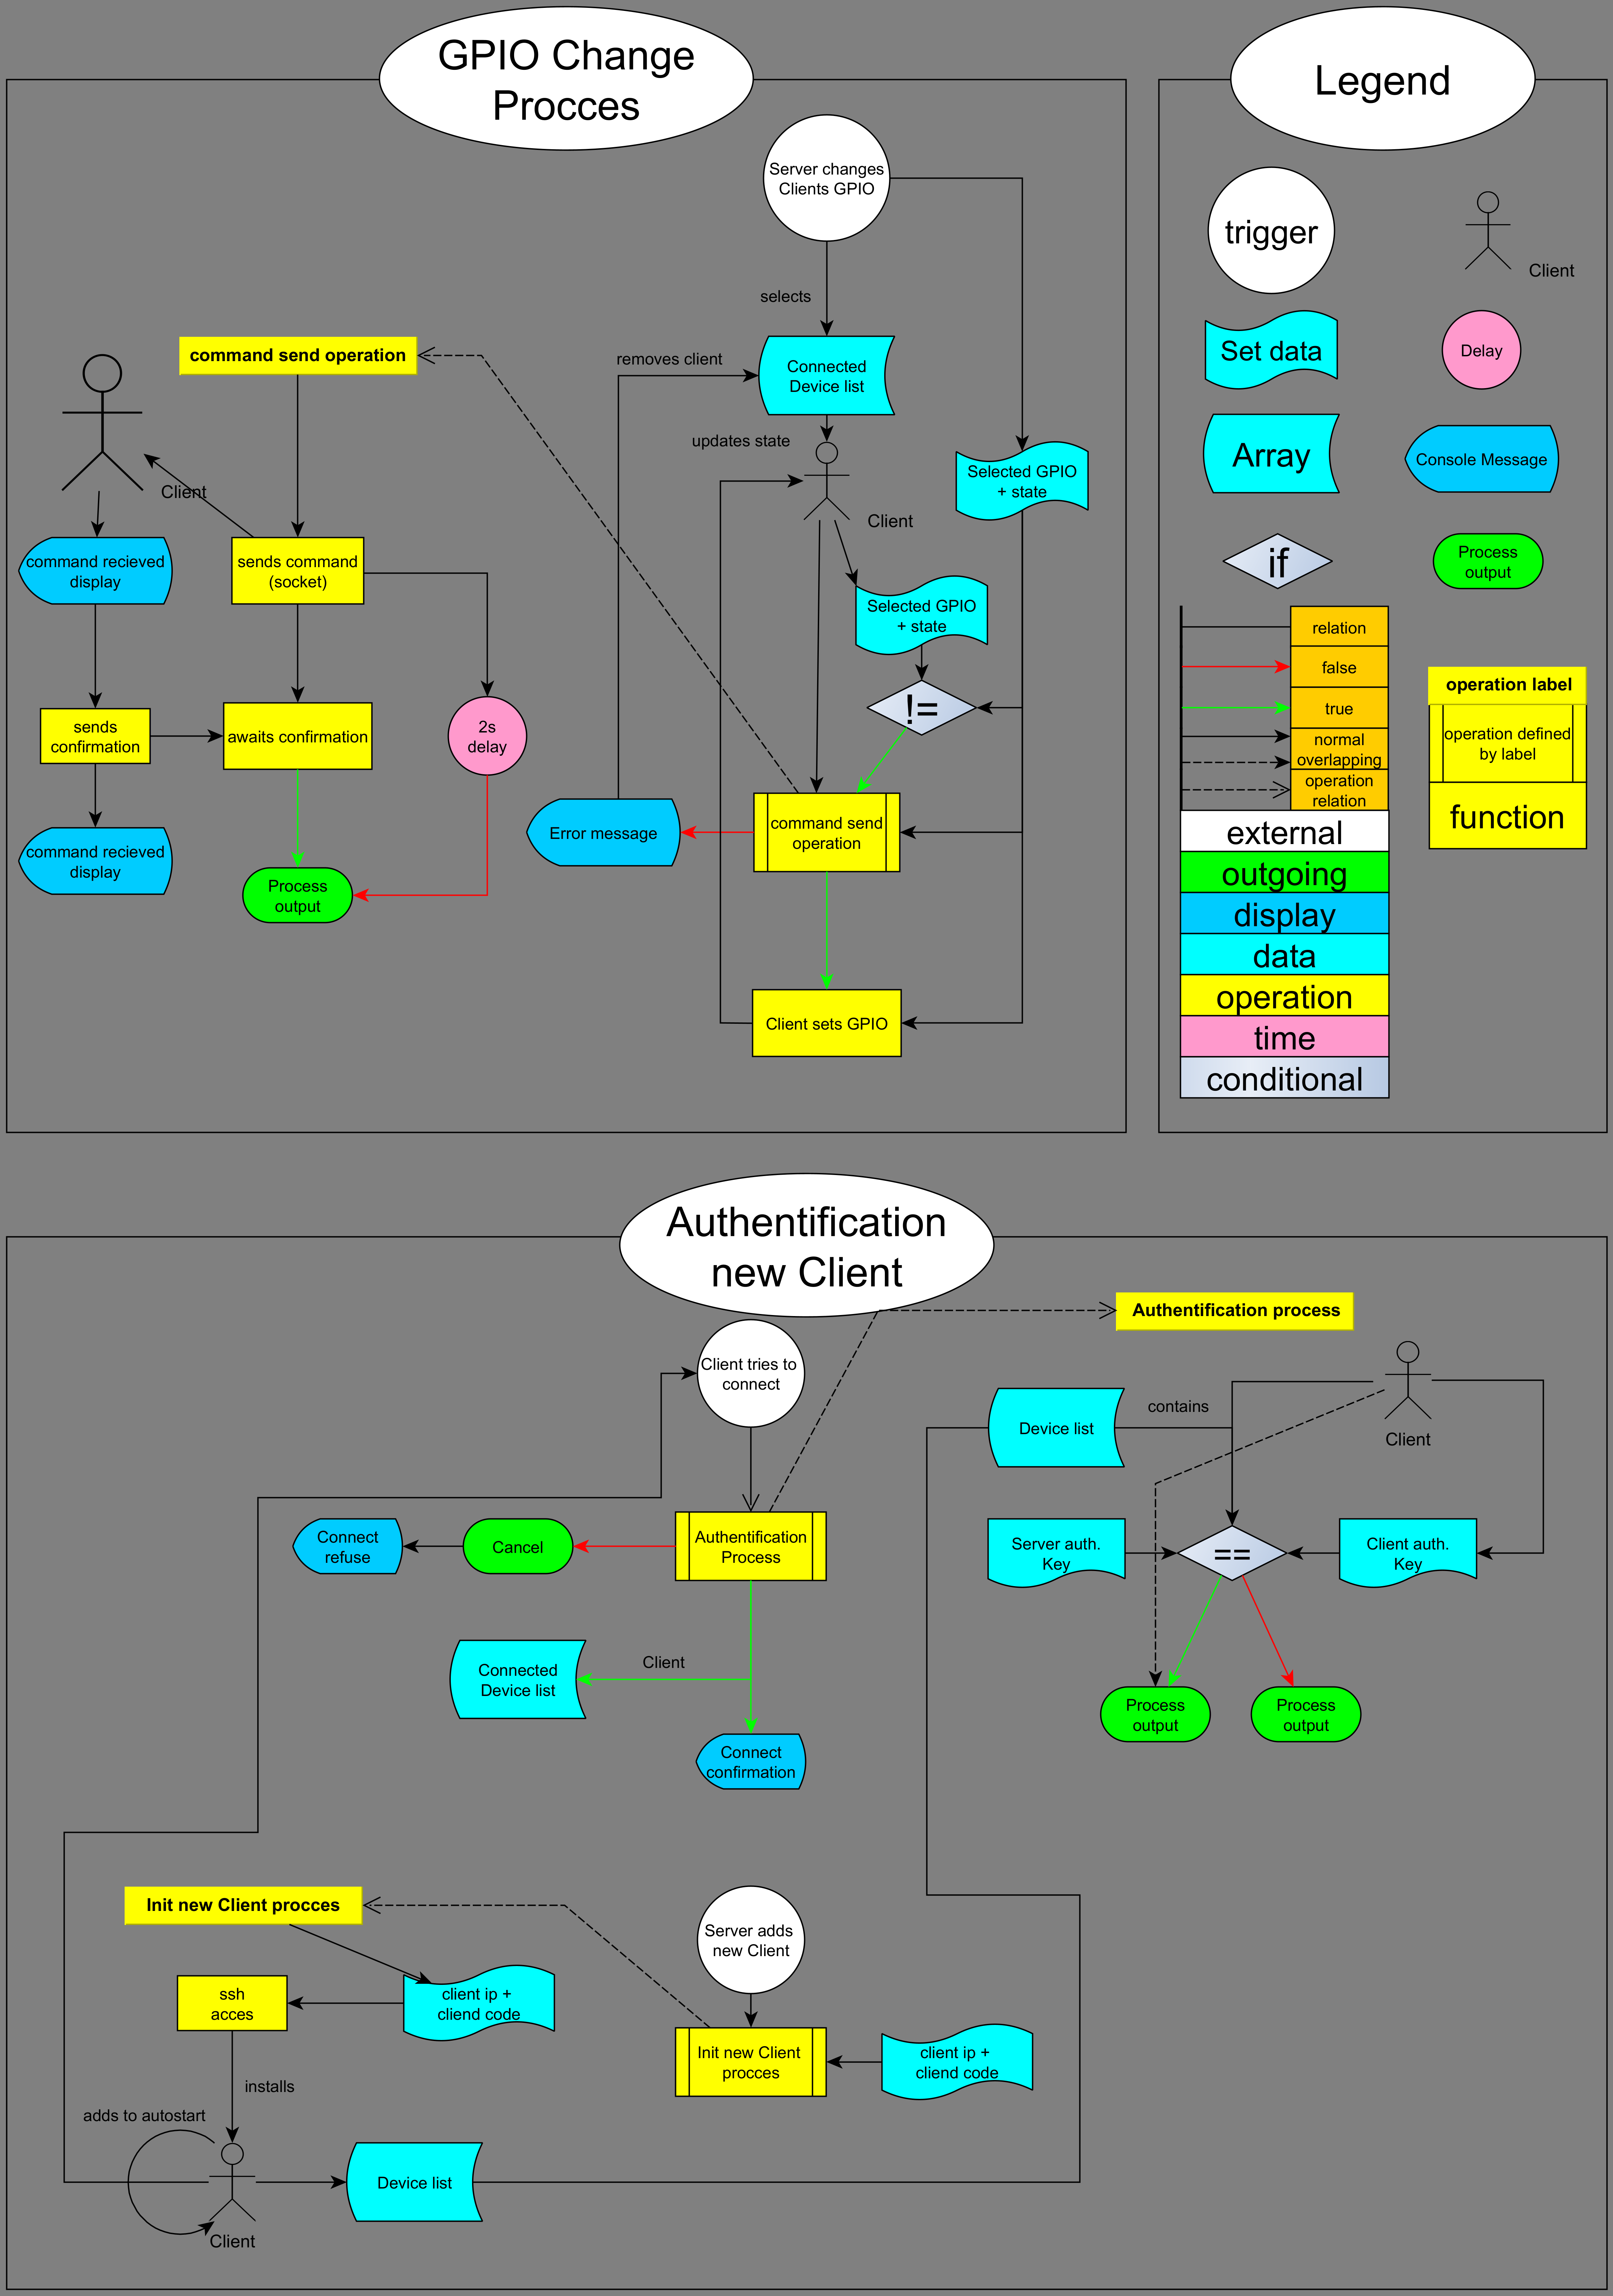 GPIO Change
Procces
Server changes
Clients GPIO
selects
removes client
Connected
Device list
command send operation
updates state
Selected GPIO
+ state
Client
Client
command recieved
display
sends command
(socket)
Selected GPIO
+ state
!=
sends
confirmation
awaits confirmation
2s
delay
Error message
command send
operation
command recieved
display
Process
output
Client sets GPIO
Legend
trigger
Client
Set data
Delay
Array
Console Message
if
Process
output
relation
false
true
normal
overlapping
operation
relation
operation label
operation defined
by label
function
external
outgoing
display
data
operation
time
conditional
Authentification
new Client
Authentification process
Client tries to
connect
Device list
contains
Client
Connect
refuse
Cancel
Authentification
Process
Server auth.
Key
==
Client auth.
Key
Client
Connected
Device list
Process
output
Process
output
Connect
confirmation
Init new Client procces
Server adds
new Client
ssh
acces
client ip +
cliend code
Init new Client
procces
client ip +
cliend code
installs
adds to autostart
Device list
Client